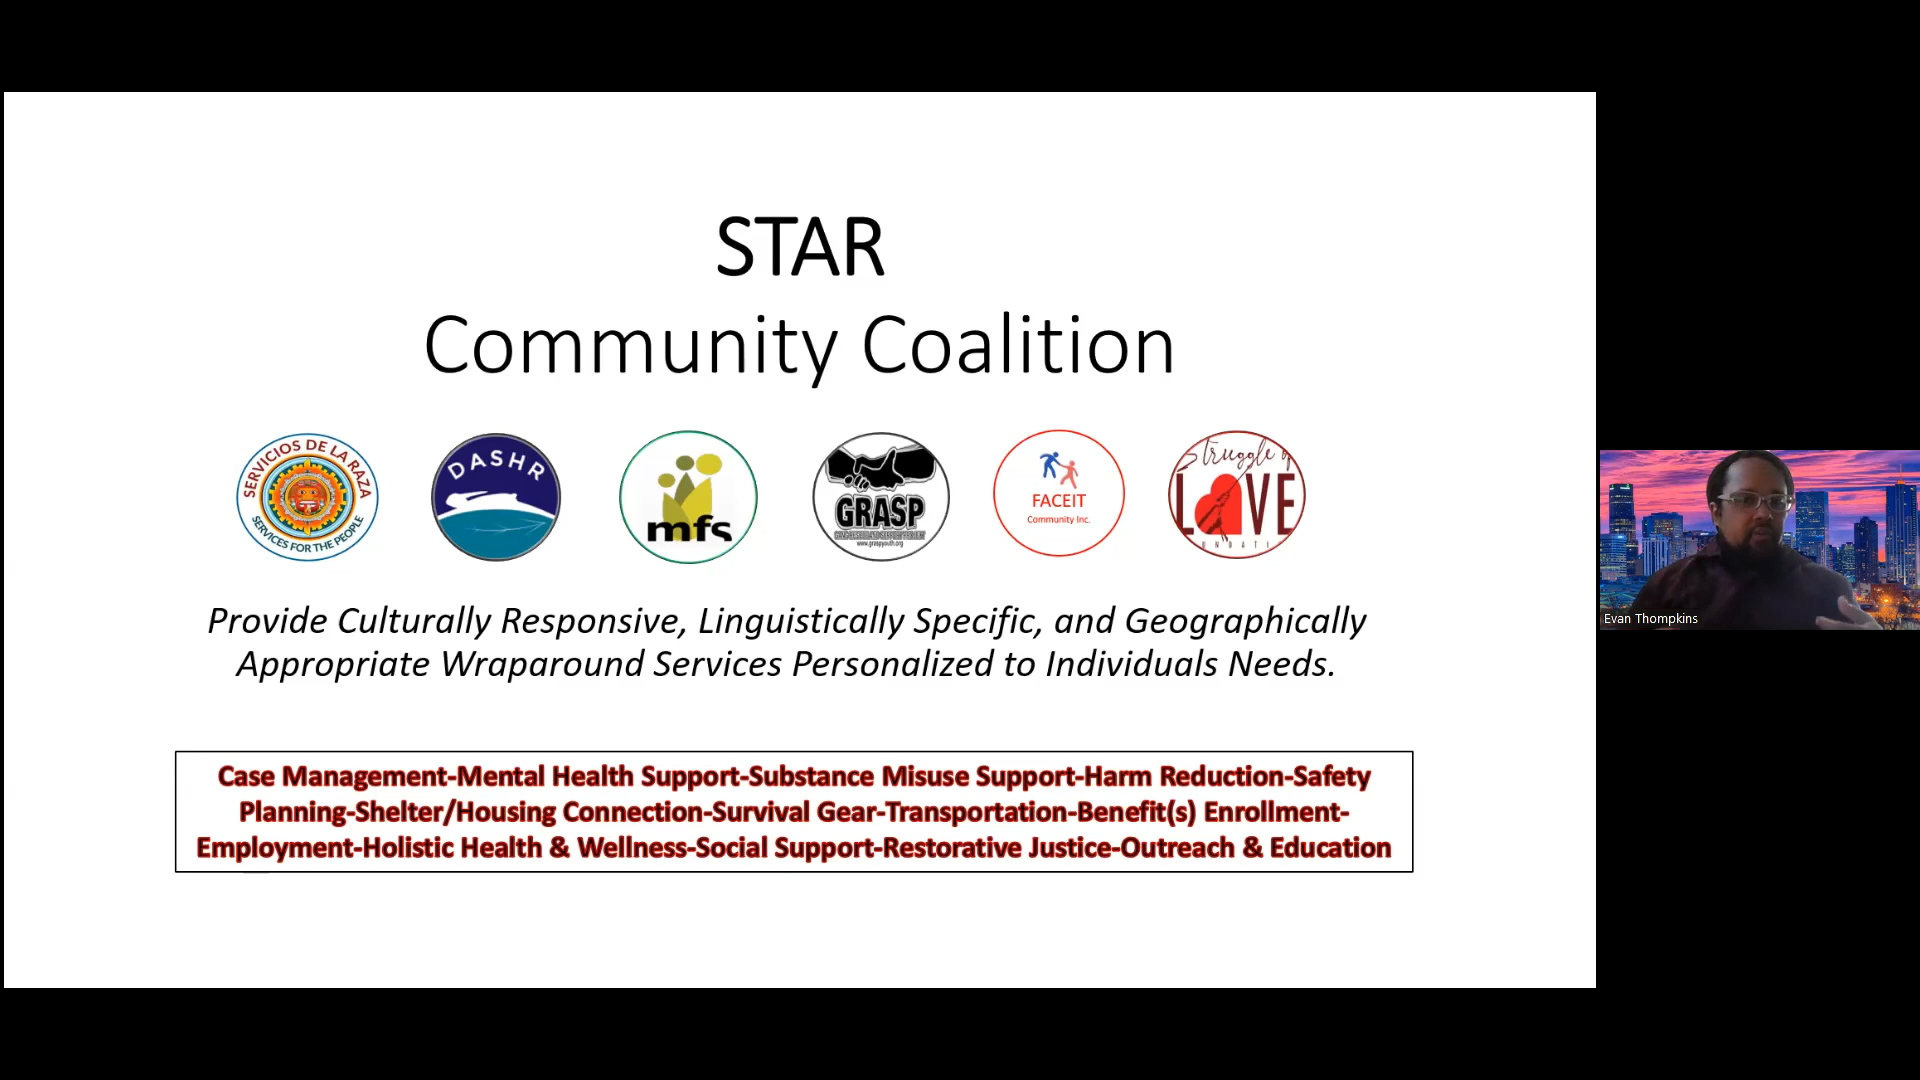 STAR
Community Coalition
SERVICIOS DE LA RAZA
SERVICES FOR THE PEOPLE
DASHR
mfs
GRASP
www.graspyouth.org
FACEIT
Community Inc.
Struggle of
LOVE
Provide Culturally Responsive, Linguistically Specific, and Geographically
Appropriate Wraparound Services Personalized to Individuals Needs.
Case Management-Mental Health Support-Substance Misuse Support-Harm Reduction-Safety
Planning-Shelter/Housing Connection-Survival Gear-Transportation-Benefit(s) Enrollment-
Employment-Holistic Health & Wellness-Social Support-Restorative Justice-Outreach & Education
Evan Thompkins